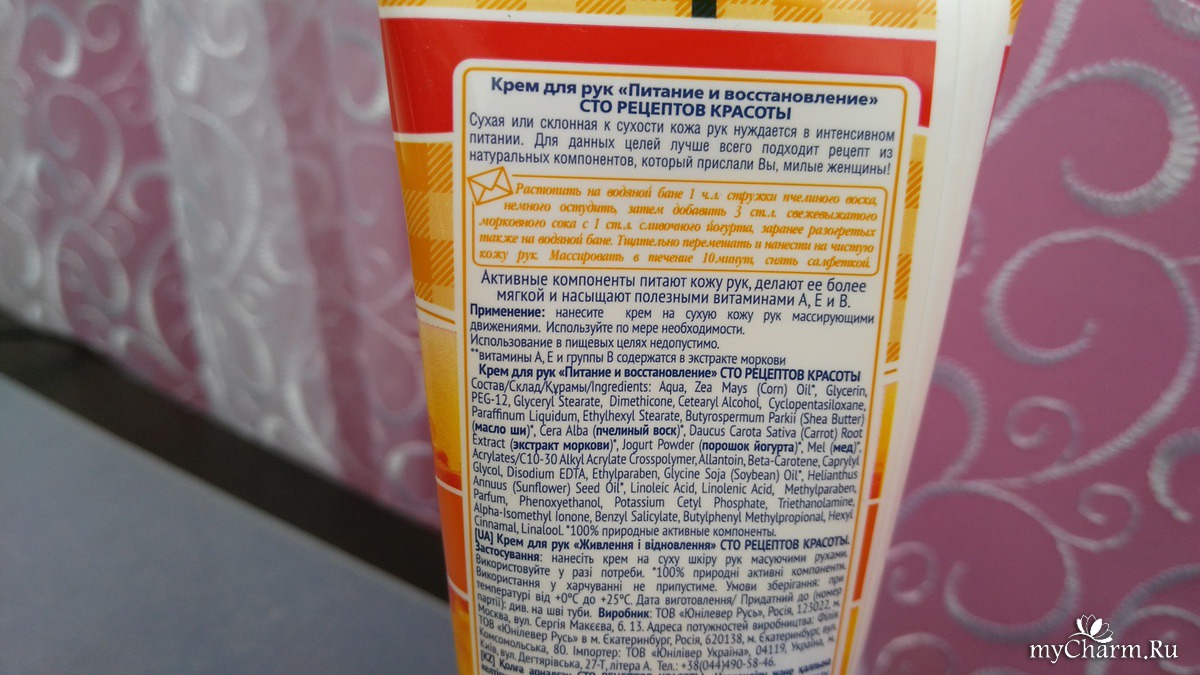 Крем для рук «Питание и восстановление»
СТО РЕЦЕПТОВ КРАСОТЫ
Сухая или склонная к сухости кожа рук нуждается в интенсивном
питании. Для данных целей лучше всего подходит рецепт из
натуральных компонентов, который прислали Вы, милые женщины!
Растопить на водяной бане 1 ч.л. стружки пчелиного воска,
немного остудить, затем добавить 3 ст.л. свежевыжатого
морковного сока с 1 ст.л. сливочного йогурта, заранее разогретых
также на водяной бане. Тщательно перемешать и нанести на чистую
кожу рук. Массировать в течение 10минут, снять салфеткой.
Активные компоненты питают кожу рук, делают ее более
мягкой и насыщают полезными витаминами А, Е и В.
Применение: нанесите крем на сухую кожу рук массирующими
движениями. Используйте по мере необходимости.
Использование в пищевых целях недопустимо.
**витамины А, Е и группы В содержатся в экстракте моркови
Крем для рук «Питание и восстановление» СТО РЕЦЕПТОВ КРАСОТЫ
Состав/Склад/Құрамы/Ingredients: Aqua, Zea Mays (Corn) Oil*, Glycerin,
PEG-12, Glyceryl Stearate, Dimethicone, Cetearyl Alcohol, Cyclopentasiloxane,
Paraffinum Liquidum, Ethylhexyl Stearate, Butyrospermum Parkii (Shea Butter)
(масло ши)*, Cera Alba (пчелиный воск)*, Daucus Carota Sativa (Carrot) Root
Extract (экстракт моркови)*, Jogurt Powder (порошок йогурта)*, Mel (мед)*,
Acrylates/C10-30 Alkyl Acrylate Crosspolymer, Allantoin, Beta-Carotene, Caprylyl
Glycol, Disodium EDTA, Ethylparaben, Glycine Soja (Soybean) Oil*, Helianthus
Annuus (Sunflower) Seed Oil*, Linoleic Acid, Linolenic Acid, Methylparaben,
Parfum, Phenoxyethanol, Potassium Cetyl Phosphate, Triethanolamine,
Alpha-Isomethyl Ionone, Benzyl Salicylate, Butylphenyl Methylpropional, Hexyl
Cinnamal, Linalool. *100% природные активные компоненты.
[UA] Крем для рук «Живлення і відновлення» СТО РЕЦЕПТОВ КРАСОТЫ.
Застосування: нанесіть крем на суху шкіру рук масуючими рухами.
Використовуйте у разі потреби. *100% природні активні компоненти.
Використання у харчуванні не припустиме. Умови зберігання: при
температурі від +0°С до +25°С. Дата виготовлення/ Придатний до (номер
партії): див. на шві туби. Виробник: ТОВ «Юнілевер Русь», Росія, 123022, м.
Москва, вул. Сергія Макєєва, б. 13. Адреса потужностей виробництва: Філія
ТОВ «Юнілевер Русь» в м. Екатеринбург, Росія, 620138, м. Екатеринбург, вул.
Комсомольська, 80. Імпортер: ТОВ «Юнілівер Україна», 04119, Україна, м.
Київ, вул. Дегтярівська, 27-Т, літера А. Тел.: +38(044)490-58-46.
[KZ] Қолға арналған СТО РЕЦЕПТОВ КРАСОТЫ
myCharm.Ru